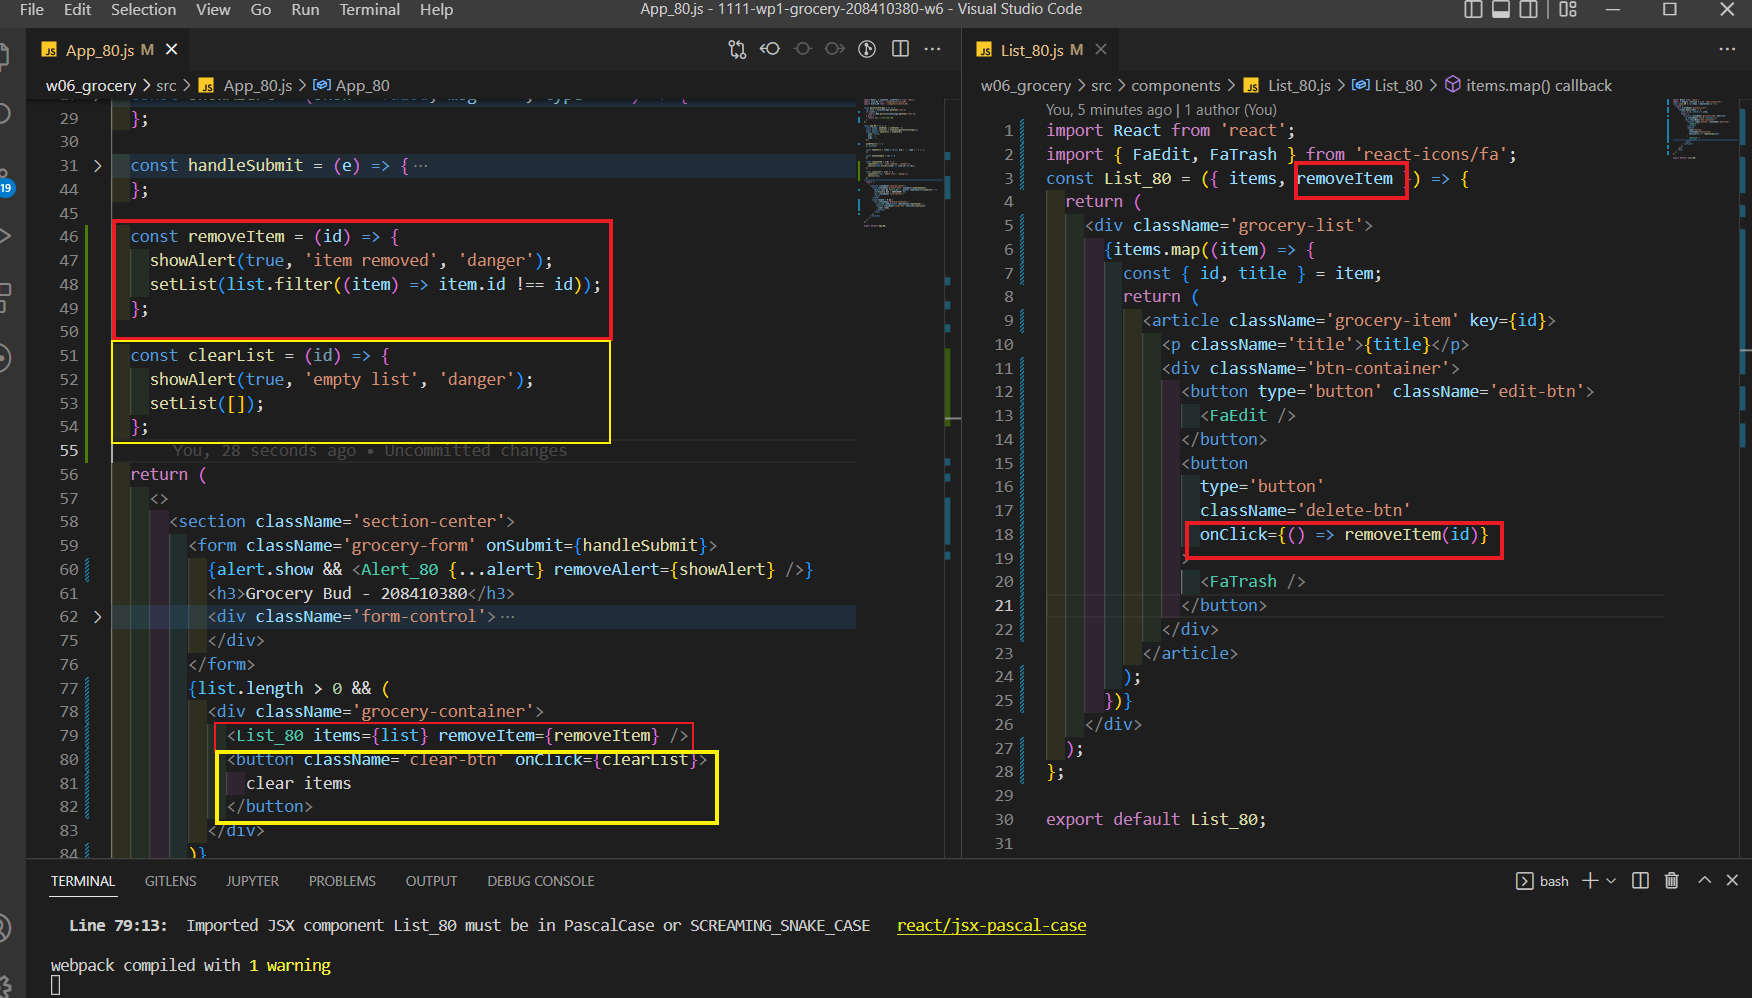 File Edit Selection View Go Run Terminal Help
App_80.js - 1111-wp1-grocery-208410380-w6 - Visual Studio Code
19
JS App_80.js M
w06_grocery > src > JS App_80.js > App_80
29 };
30
31 const handleSubmit = (e) => { ···
44 };
45
46 const removeItem = (id) => {
47 showAlert(true, 'item removed', 'danger');
48 setList(list.filter((item) => item.id !== id));
49 };
50
51 const clearList = (id) => {
52 showAlert(true, 'empty list', 'danger');
53 setList([]);
54 };
55 You, 28 seconds ago • Uncommitted changes
56 return (
57 <>
58 <section className='section-center'>
59 <form className='grocery-form' onSubmit={handleSubmit}>
60 {alert.show && <Alert_80 {...alert} removeAlert={showAlert} />}
61 <h3>Grocery Bud - 208410380</h3>
62 <div className='form-control'> ···
75 </div>
76 </form>
77 {list.length > 0 && (
78 <div className='grocery-container'>
79 <List_80 items={list} removeItem={removeItem} />
80 <button className='clear-btn' onClick={clearList}>
81 clear items
82 </button>
83 </div>
84 )}
JS List_80.js M
w06_grocery > src > components > JS List_80.js > List_80 > items.map() callback
You, 5 minutes ago | 1 author (You)
1 import React from 'react';
2 import { FaEdit, FaTrash } from 'react-icons/fa';
3 const List_80 = ({ items, removeItem }) => {
4 return (
5 <div className='grocery-list'>
6 {items.map((item) => {
7 const { id, title } = item;
8 return (
9 <article className='grocery-item' key={id}>
10 <p className='title'>{title}</p>
11 <div className='btn-container'>
12 <button type='button' className='edit-btn'>
13 <FaEdit />
14 </button>
15 <button
16 type='button'
17 className='delete-btn'
18 onClick={() => removeItem(id)}
19 >
20 <FaTrash />
21 </button>
22 </div>
23 </article>
24 );
25 })}
26 </div>
27 );
28 };
29
30 export default List_80;
31
TERMINAL GITLENS JUPYTER PROBLEMS OUTPUT DEBUG CONSOLE
bash
Line 79:13: Imported JSX component List_80 must be in PascalCase or SCREAMING_SNAKE_CASE react/jsx-pascal-case
webpack compiled with 1 warning